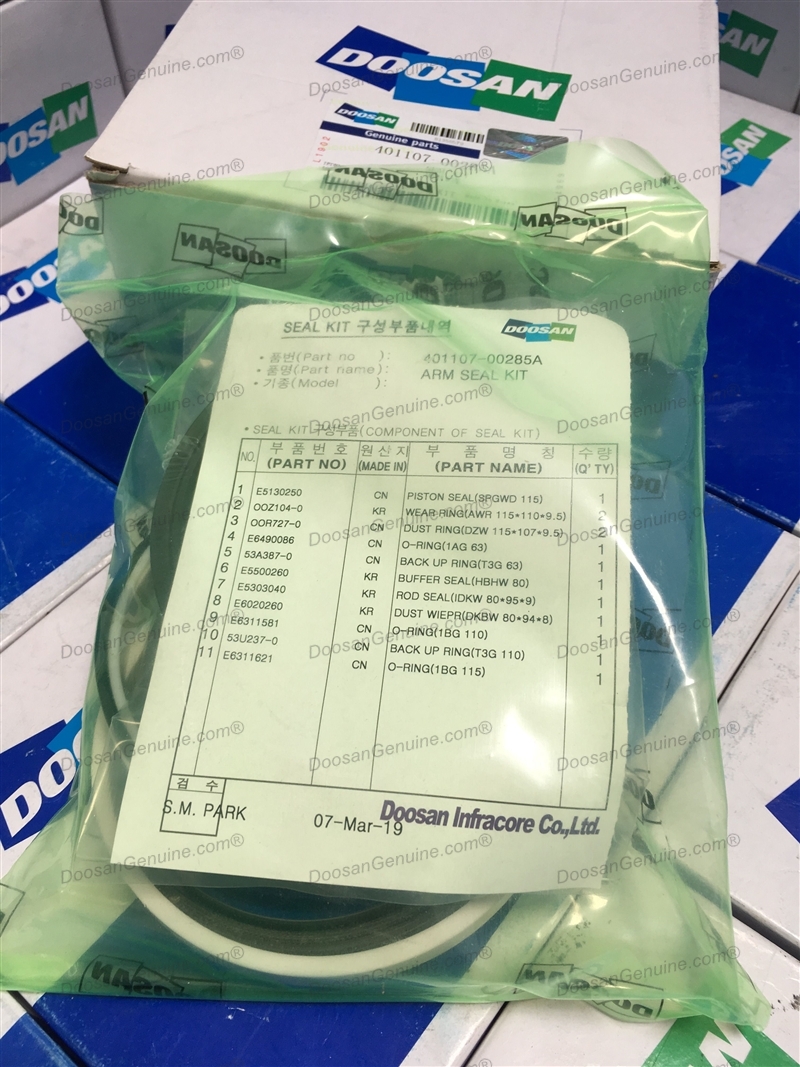 DOOSAN
DOOSAN
Genuine parts
401107-00
DOOSAN
DOOSAN
SEAL KIT 구성부품내역
DOOSAN
• 품번(Part no ): 401107-00285A
• 품명(Part name): ARM SEAL KIT
• 기종(Model ):
• SEAL KIT 구성부품(COMPONENT OF SEAL KIT)
NO. 부 품 번 호 (PART NO) 원산지 (MADE IN) 부 품 명 칭 (PART NAME) 수량 (Q' TY)
1 E5130250 CN PISTON SEAL(SPGWD 115) 1
2 OOZ104-0 KR WEAR RING(AWR 115*110*9.5) 2
3 OOR727-0 CN DUST RING(DZW 115*107*9.5) 2
4 E6490086 CN O-RING(1AG 63) 1
5 53A387-0 CN BACK UP RING(T3G 63) 1
6 E5500260 KR BUFFER SEAL(HBHW 80) 1
7 E5303040 KR ROD SEAL(IDKW 80*95*9) 1
8 E6020260 KR DUST WIEPR(DKBW 80*94*8) 1
9 E6311581 CN O-RING(1BG 110) 1
10 53U237-0 CN BACK UP RING(T3G 110) 1
11 E6311621 CN O-RING(1BG 115) 1
검 수
S.M. PARK
07-Mar-19
Doosan Infracore Co.,Ltd.
DOOSAN
DoosanGenuine.com®